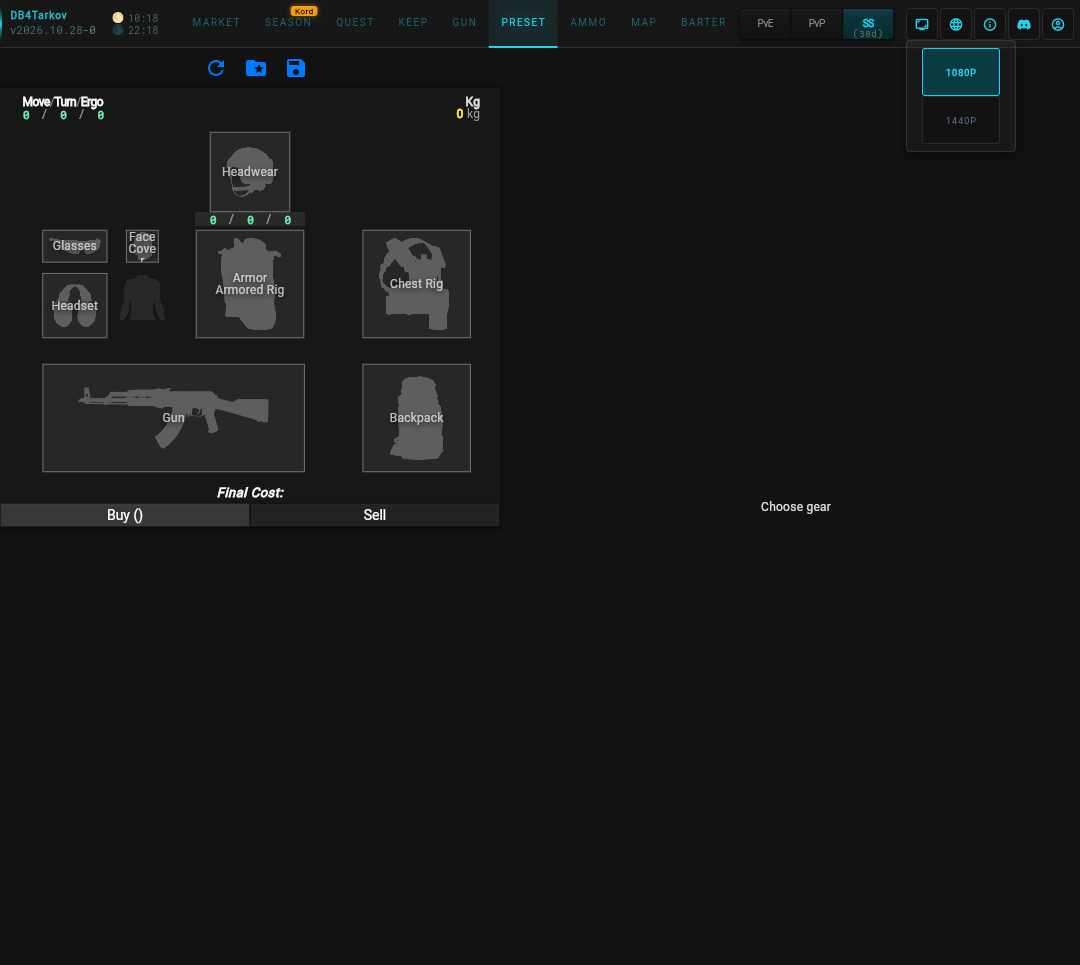 DB4Tarkov
v2026.10.28-0
10:18
22:18
MARKET
SEASON
Kord
QUEST
KEEP
GUN
PRESET
AMMO
MAP
BARTER
PvE
PvP
SS
(38d)
1080P
1440P
Move/Turn/Ergo
0 / 0 / 0
Kg
0 kg
Headwear
0 / 0 / 0
Glasses
Face
Cove
r
Headset
Armor
Armored Rig
Chest Rig
Gun
Backpack
Final Cost:
Buy ()
Sell
Choose gear